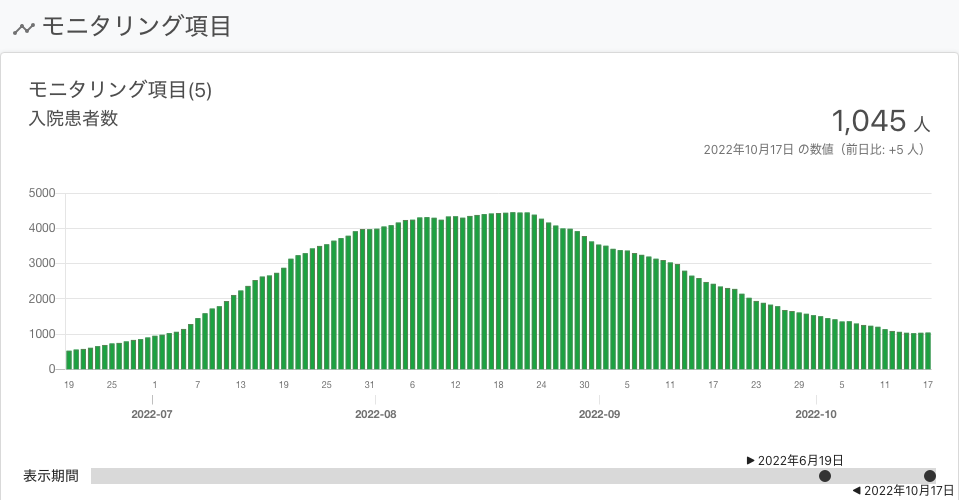 モニタリング項目
モニタリング項目(5)
入院患者数
1,045 人
2022年10月17日 の数値（前日比: +5 人）
5000
4000
3000
2000
1000
0
19 25 1 7 13 19 25 31 6 12 18 24 30 5 11 17 23 29 5 11 17
2022-07 2022-08 2022-09 2022-10
▶ 2022年6月19日
表示期間
◀ 2022年10月17日